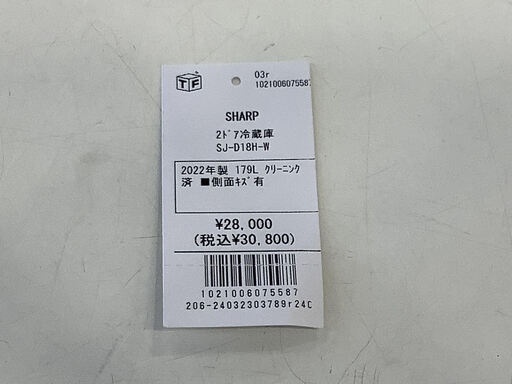 TF
03r
1021006075587
SHARP
2ドア冷蔵庫
SJ-D18H-W
2022年製 179L クリーニング
済 ■側面キズ有
¥28,000
(税込¥30,800)
1021006075587
206-24032303789r24C